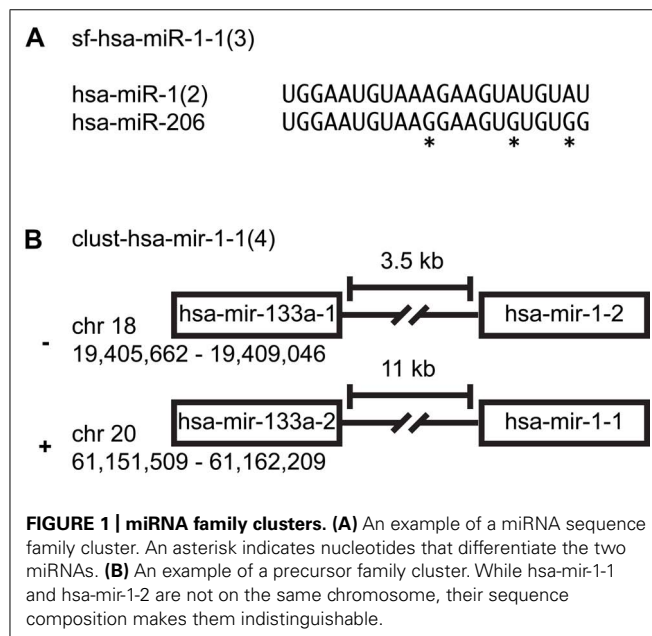 A sf-hsa-miR-1-1(3)
hsa-miR-1(2) UGGAAUGUAAAGAAGUAUGUAU
hsa-miR-206 UGGAAUGUAAGGAAGUGUGUGG
* * *
B clust-hsa-mir-1-1(4)
3.5 kb
hsa-mir-133a-1 hsa-mir-1-2
- chr 18
19,405,662 - 19,409,046
11 kb
hsa-mir-133a-2 hsa-mir-1-1
+ chr 20
61,151,509 - 61,162,209
FIGURE 1 | miRNA family clusters. (A) An example of a miRNA sequence
family cluster. An asterisk indicates nucleotides that differentiate the two
miRNAs. (B) An example of a precursor family cluster. While hsa-mir-1-1
and hsa-mir-1-2 are not on the same chromosome, their sequence
composition makes them indistinguishable.